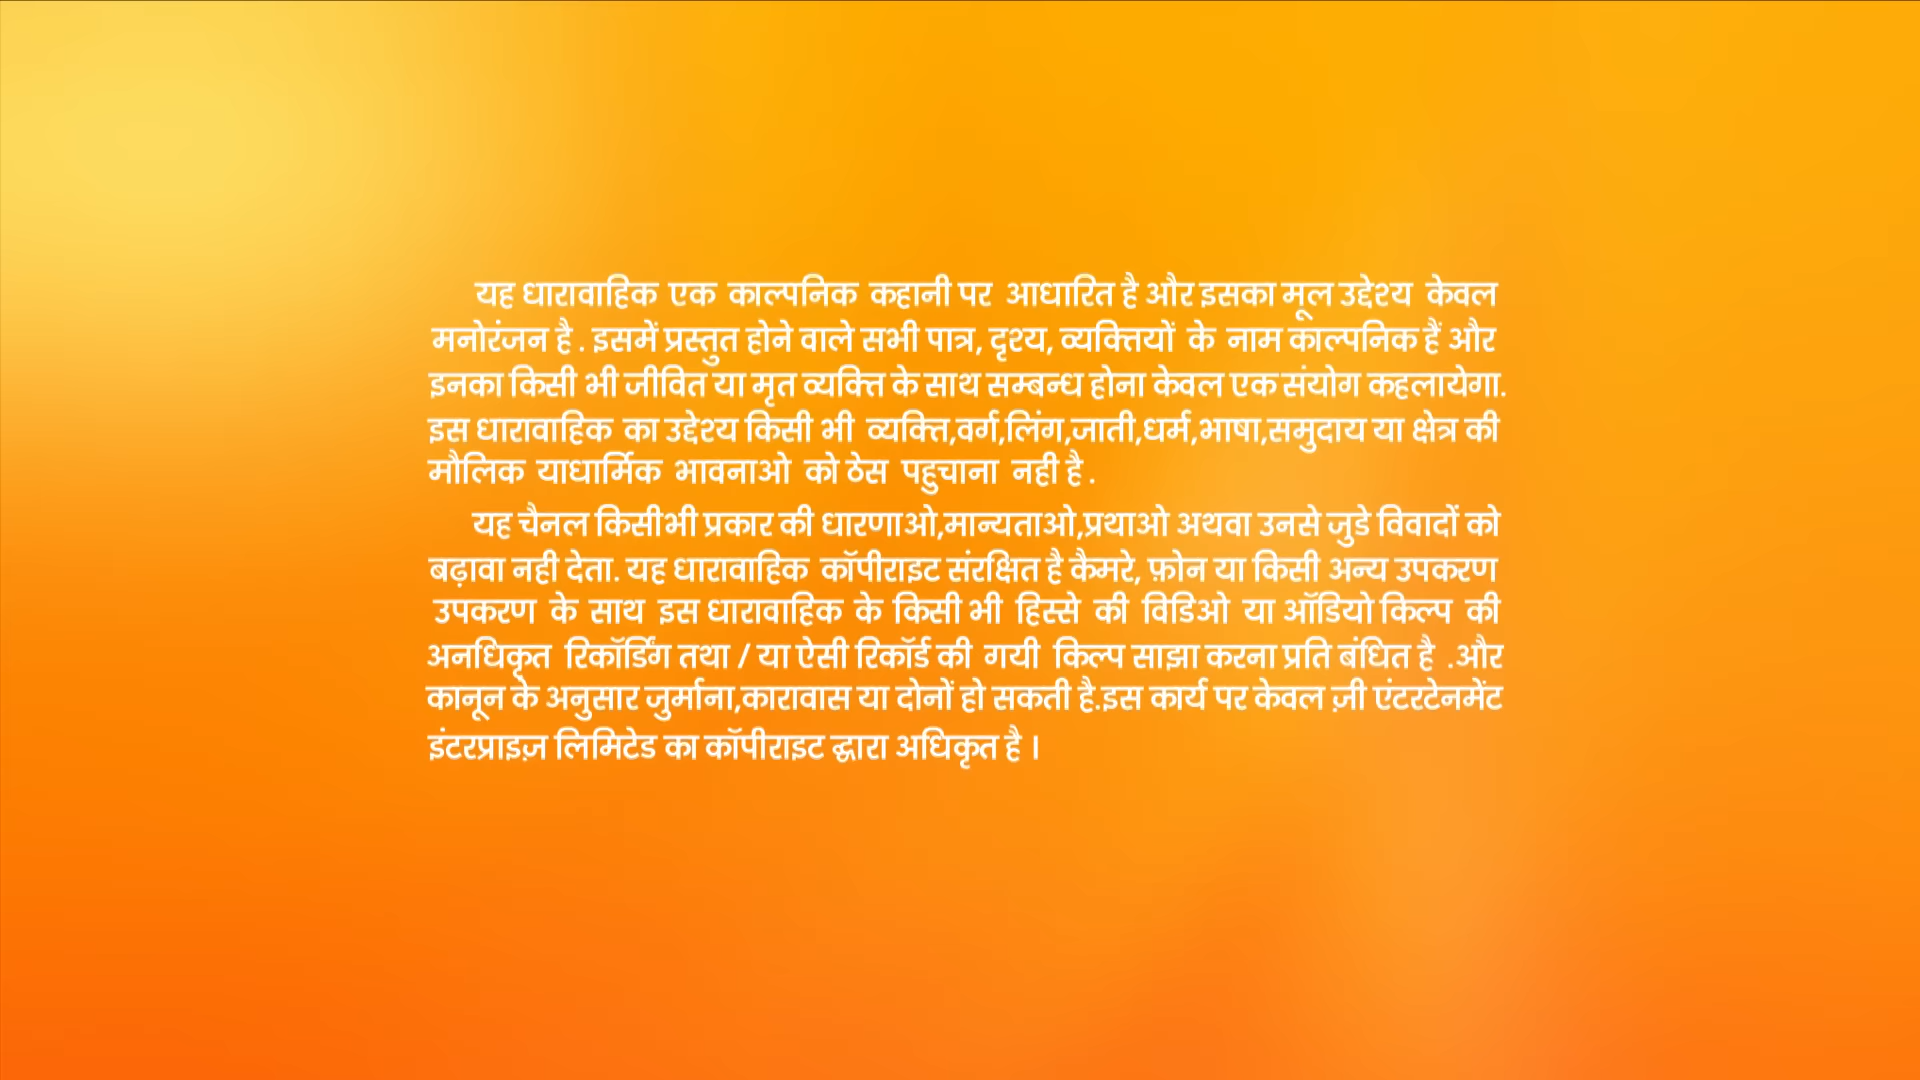 यह धारावाहिक एक काल्पनिक कहानी पर आधारित है और इसका मूल उद्देश्य केवल
मनोरंजन है . इसमें प्रस्तुत होने वाले सभी पात्र, दृश्य, व्यक्तियों के नाम काल्पनिक हैं और
इनका किसी भी जीवित या मृत व्यक्ति के साथ सम्बन्ध होना केवल एक संयोग कहलायेगा.
इस धारावाहिक का उद्देश्य किसी भी व्यक्ति,वर्ग,लिंग,जाती,धर्म,भाषा,समुदाय या क्षेत्र की
मौलिक याधार्मिक भावनाओ को ठेस पहुचाना नही है .
यह चैनल किसीभी प्रकार की धारणाओ,मान्यताओ,प्रथाओ अथवा उनसे जुडे विवादों को
बढ़ावा नही देता. यह धारावाहिक कॉपीराइट संरक्षित है कैमरे, फ़ोन या किसी अन्य उपकरण
उपकरण के साथ इस धारावाहिक के किसी भी हिस्से की विडिओ या ऑडियो किल्प की
अनधिकृत रिकॉर्डिंग तथा / या ऐसी रिकॉर्ड की गयी किल्प साझा करना प्रति बंधित है .और
कानून के अनुसार जुर्माना,कारावास या दोनों हो सकती है.इस कार्य पर केवल ज़ी एंटरटेनमेंट
इंटरप्राइज़ लिमिटेड का कॉपीराइट द्धारा अधिकृत है ।